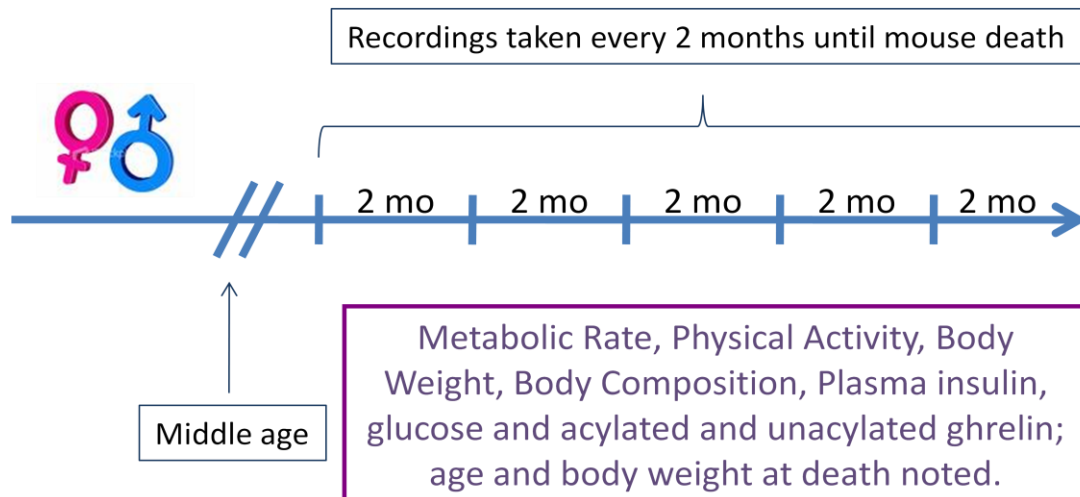 Recordings taken every 2 months until mouse death
2 mo
2 mo
2 mo
2 mo
2 mo
Middle age
Metabolic Rate, Physical Activity, Body
Weight, Body Composition, Plasma insulin,
glucose and acylated and unacylated ghrelin;
age and body weight at death noted.